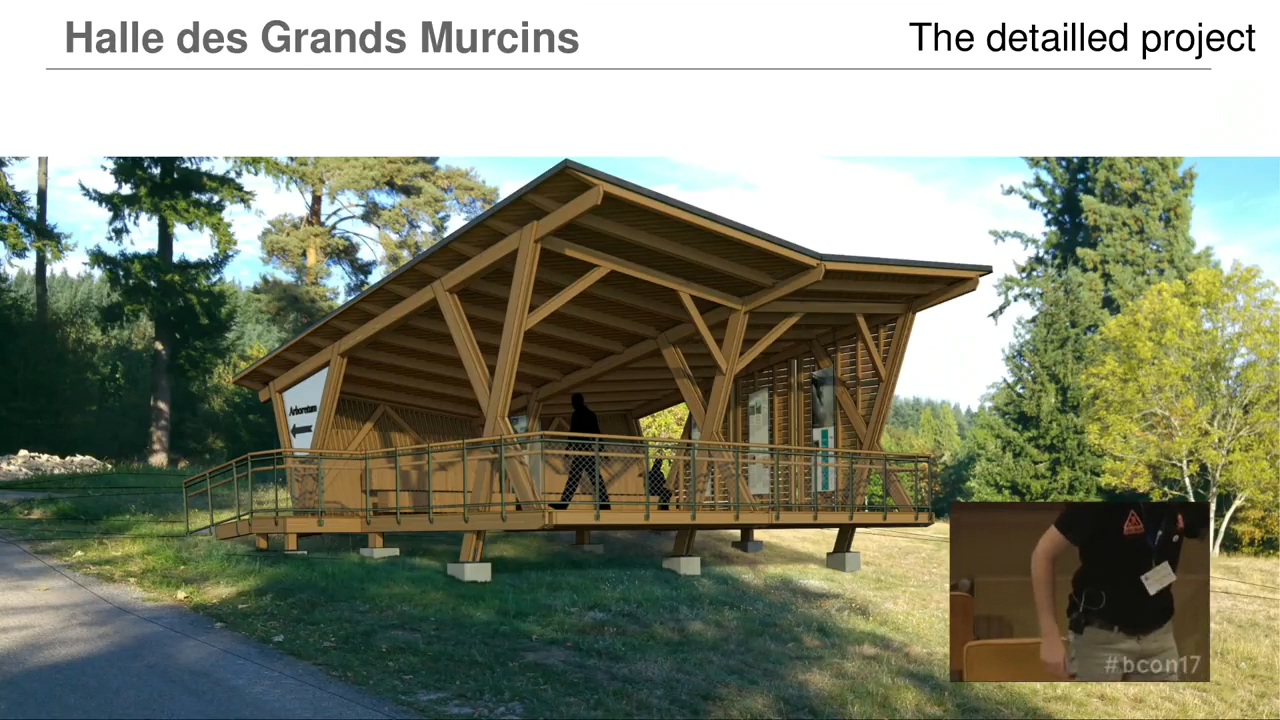 Halle des Grands Murcins
The detailled project
Arboretum
#bcon17